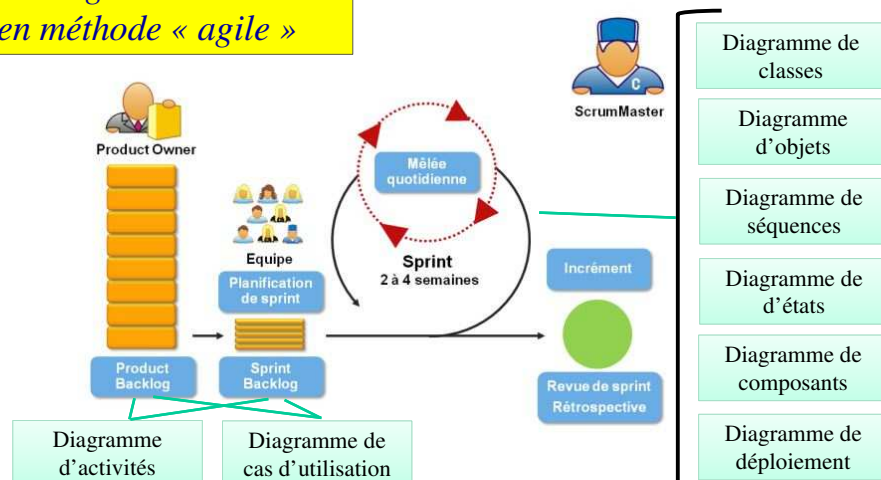 en méthode « agile »
Product Owner
Equipe
Planification
de sprint
Product
Backlog
Sprint
Backlog
Mêlée
quotidienne
Sprint
2 à 4 semaines
ScrumMaster
C
Incrément
Revue de sprint
Rétrospective
Diagramme
d’activités
Diagramme de
cas d’utilisation
Diagramme de
classes
Diagramme
d’objets
Diagramme de
séquences
Diagramme de
d’états
Diagramme de
composants
Diagramme de
déploiement